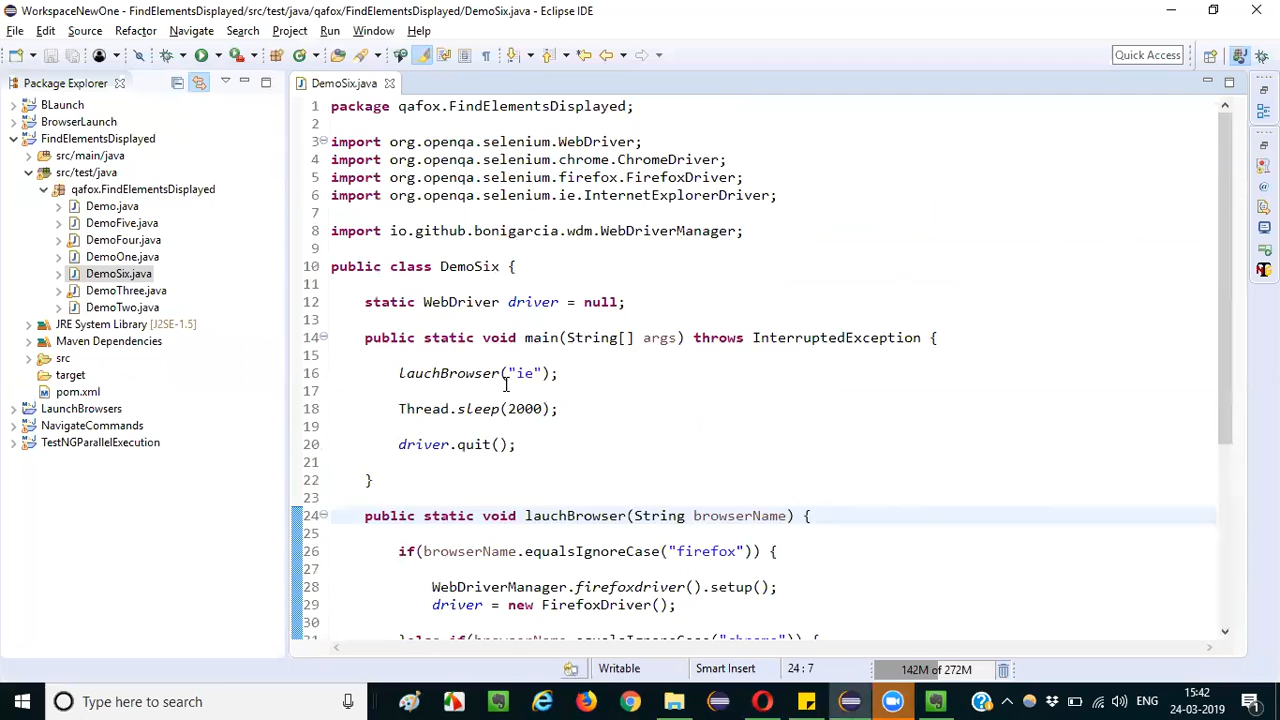 WorkspaceNewOne - FindElementsDisplayed/src/test/java/qafox/FindElementsDisplayed/DemoSix.java - Eclipse IDE
File Edit Source Refactor Navigate Search Project Run Window Help
Quick Access
Package Explorer
BLaunch
BrowserLaunch
FindElementsDisplayed
src/main/java
src/test/java
qafox.FindElementsDisplayed
Demo.java
DemoFive.java
DemoFour.java
DemoOne.java
DemoSix.java
DemoThree.java
DemoTwo.java
JRE System Library [J2SE-1.5]
Maven Dependencies
src
target
pom.xml
LaunchBrowsers
NavigateCommands
TestNGParallelExecution
DemoSix.java
1 package qafox.FindElementsDisplayed;
2
3 import org.openqa.selenium.WebDriver;
4 import org.openqa.selenium.chrome.ChromeDriver;
5 import org.openqa.selenium.firefox.FirefoxDriver;
6 import org.openqa.selenium.ie.InternetExplorerDriver;
7
8 import io.github.bonigarcia.wdm.WebDriverManager;
9
10 public class DemoSix {
11
12 static WebDriver driver = null;
13
14 public static void main(String[] args) throws InterruptedException {
15
16 lauchBrowser("ie");
17
18 Thread.sleep(2000);
19
20 driver.quit();
21
22 }
23
24 public static void lauchBrowser(String browserName) {
25
26 if(browserName.equalsIgnoreCase("firefox")) {
27
28 WebDriverManager.firefoxdriver().setup();
29 driver = new FirefoxDriver();
30
31 }else if(browserName.equalsIgnoreCase("chrome")) {
Writable Smart Insert 24 : 7 142M of 272M
Type here to search
ENG
15:42
24-03-2019
1